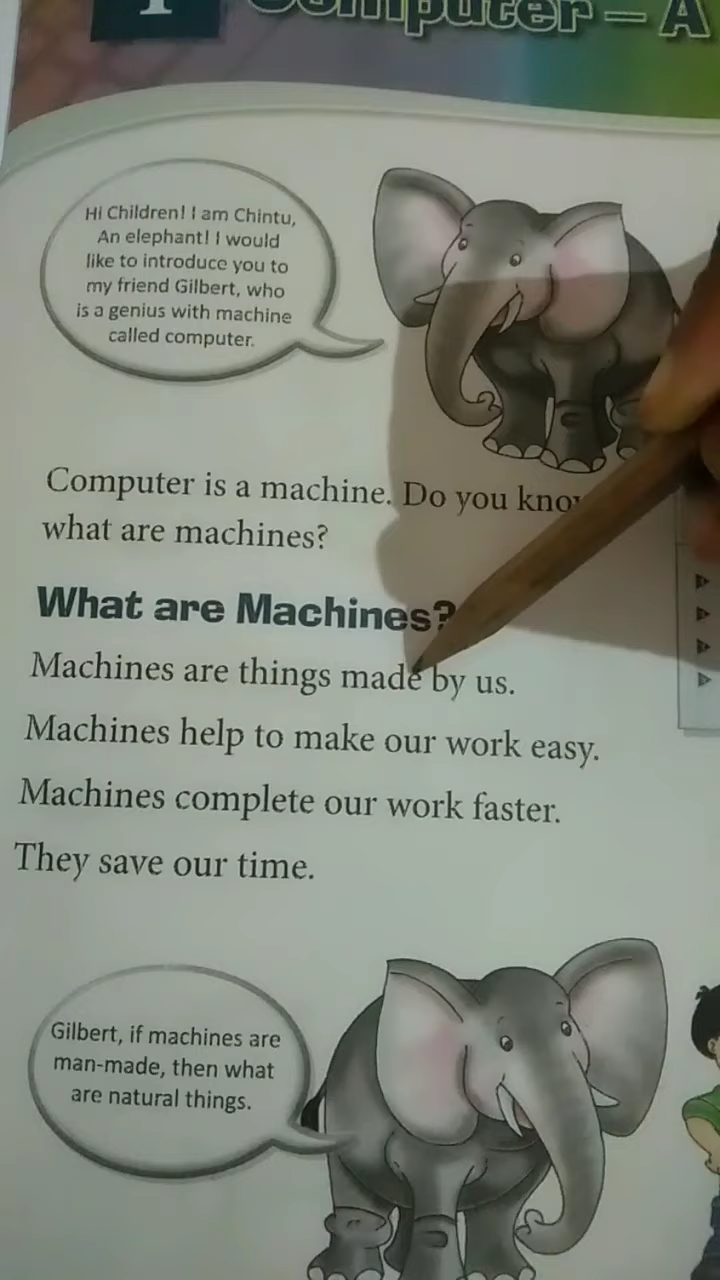 1
Computer – A
Hi Children! I am Chintu,
An elephant! I would
like to introduce you to
my friend Gilbert, who
is a genius with machine
called computer.
Computer is a machine. Do you
what are machines?
What are Machines?
Machines are things made by us.
Machines help to make our work easy.
Machines complete our work faster.
They save our time.
Gilbert, if machines are
man-made, then what
are natural things.